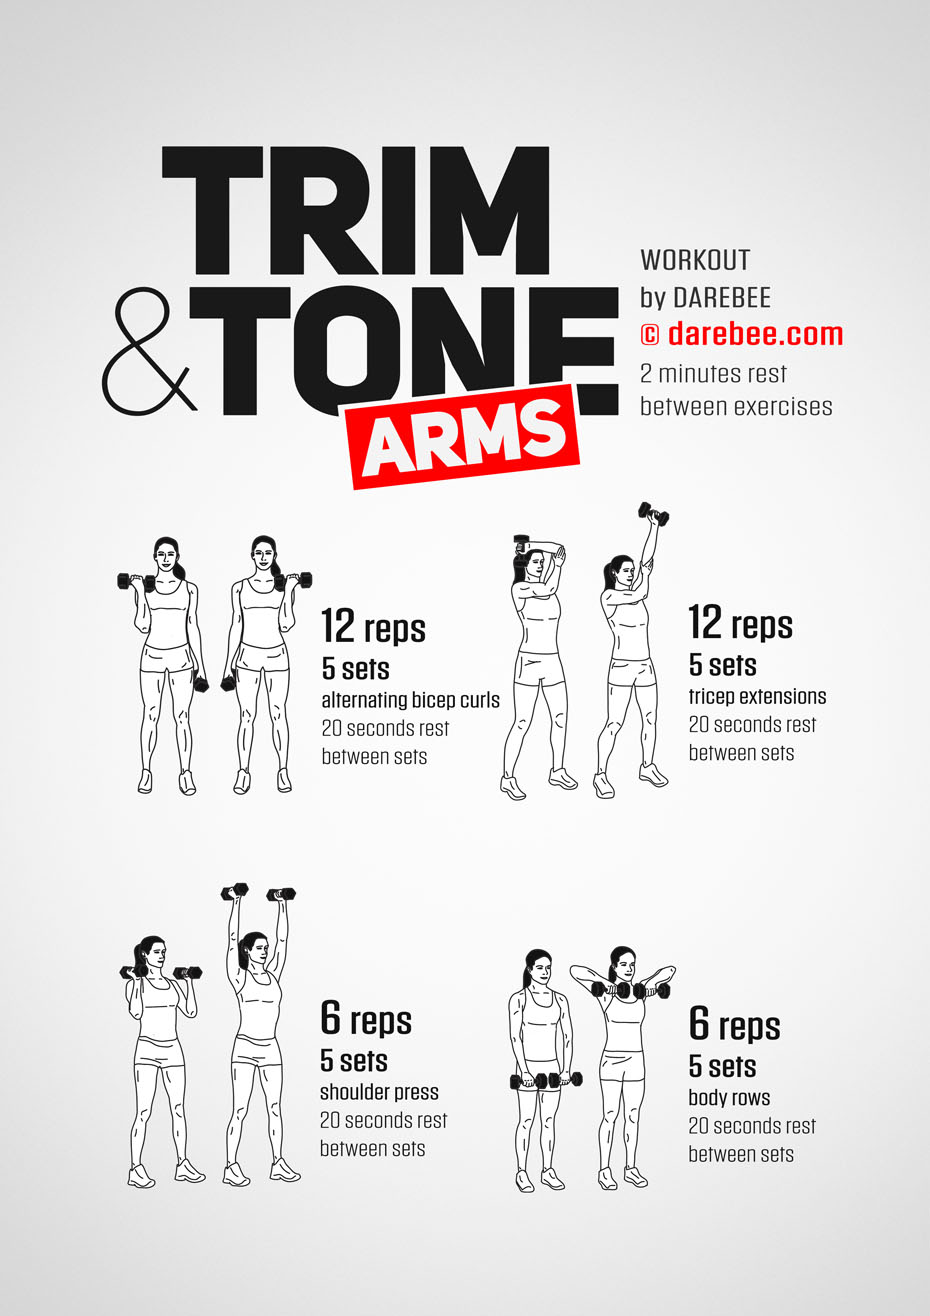 TRIM
& TONE
ARMS
WORKOUT
by DAREBEE
© darebee.com
2 minutes rest
between exercises
12 reps
5 sets
alternating bicep curls
20 seconds rest
between sets
12 reps
5 sets
tricep extensions
20 seconds rest
between sets
6 reps
5 sets
shoulder press
20 seconds rest
between sets
6 reps
5 sets
body rows
20 seconds rest
between sets